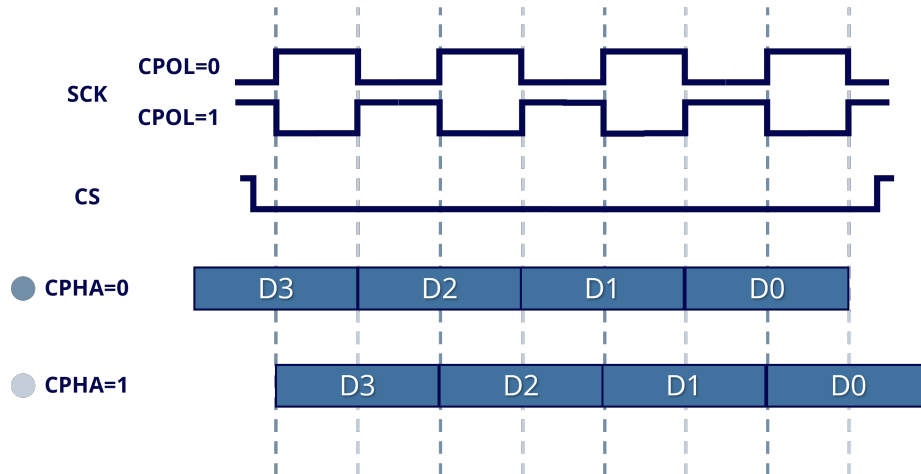 CPOL=0
SCK
CPOL=1
CS
CPHA=0 D3 D2 D1 D0
CPHA=1 D3 D2 D1 D0